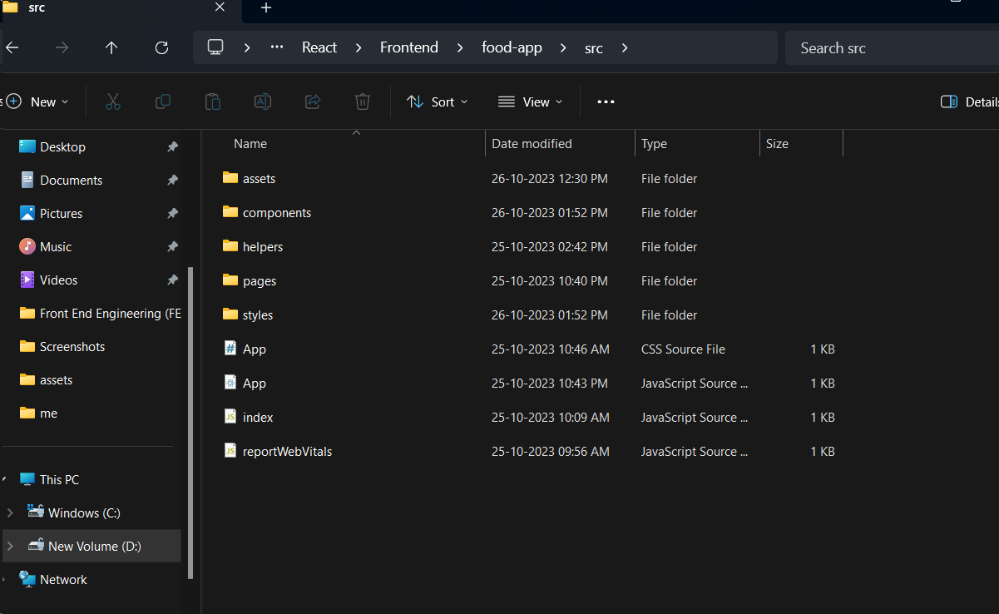 src
React Frontend food-app src Search src
New Sort View Details
Name Date modified Type Size
Desktop
Documents
Pictures
Music
Videos
Front End Engineering (FE
Screenshots
assets
me
This PC
Windows (C:)
New Volume (D:)
Network
assets 26-10-2023 12:30 PM File folder
components 26-10-2023 01:52 PM File folder
helpers 25-10-2023 02:42 PM File folder
pages 25-10-2023 10:40 PM File folder
styles 26-10-2023 01:52 PM File folder
App 25-10-2023 10:46 AM CSS Source File 1 KB
App 25-10-2023 10:43 PM JavaScript Source ... 1 KB
index 25-10-2023 10:09 AM JavaScript Source ... 1 KB
reportWebVitals 25-10-2023 09:56 AM JavaScript Source ... 1 KB